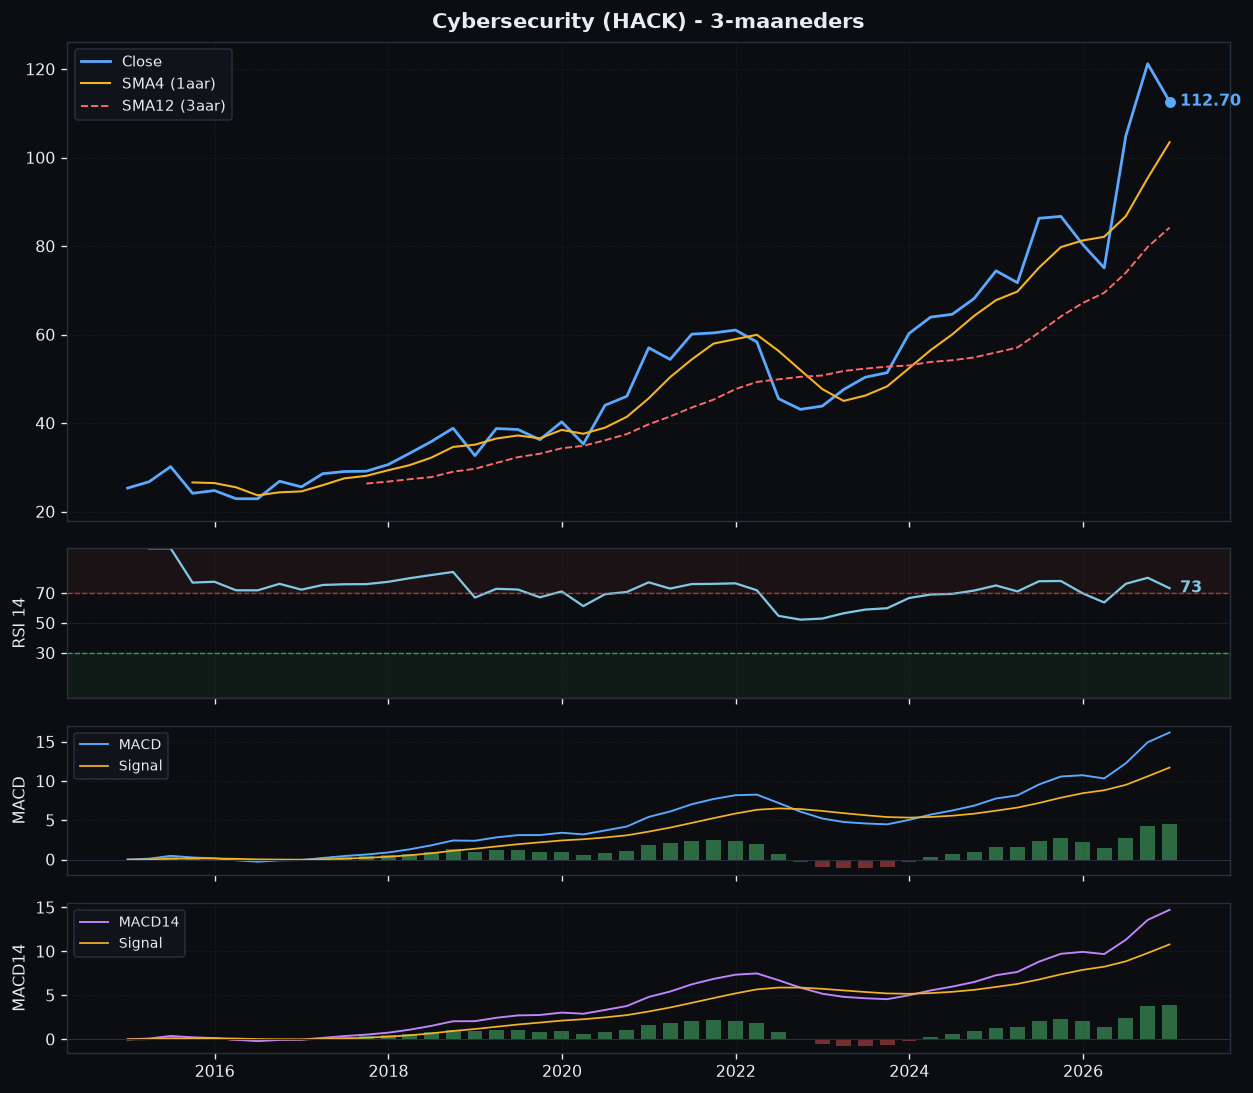 Cybersecurity (HACK) - 3-maaneders
Close
SMA4 (1aar)
SMA12 (3aar)
120
100
80
60
40
20
112.70
RSI 14
70
50
30
73
MACD
15
10
5
0
MACD
Signal
MACD14
15
10
5
0
MACD14
Signal
2016 2018 2020 2022 2024 2026